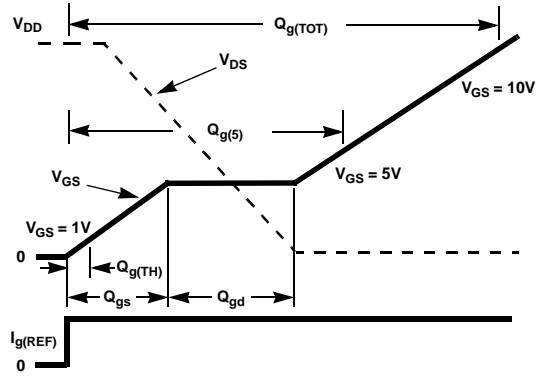 V_DD
Q_g(TOT)
V_DS
V_GS = 10V
Q_g(5)
V_GS
V_GS = 5V
V_GS = 1V
0
Q_g(TH)
Q_gs
Q_gd
I_g(REF)
0